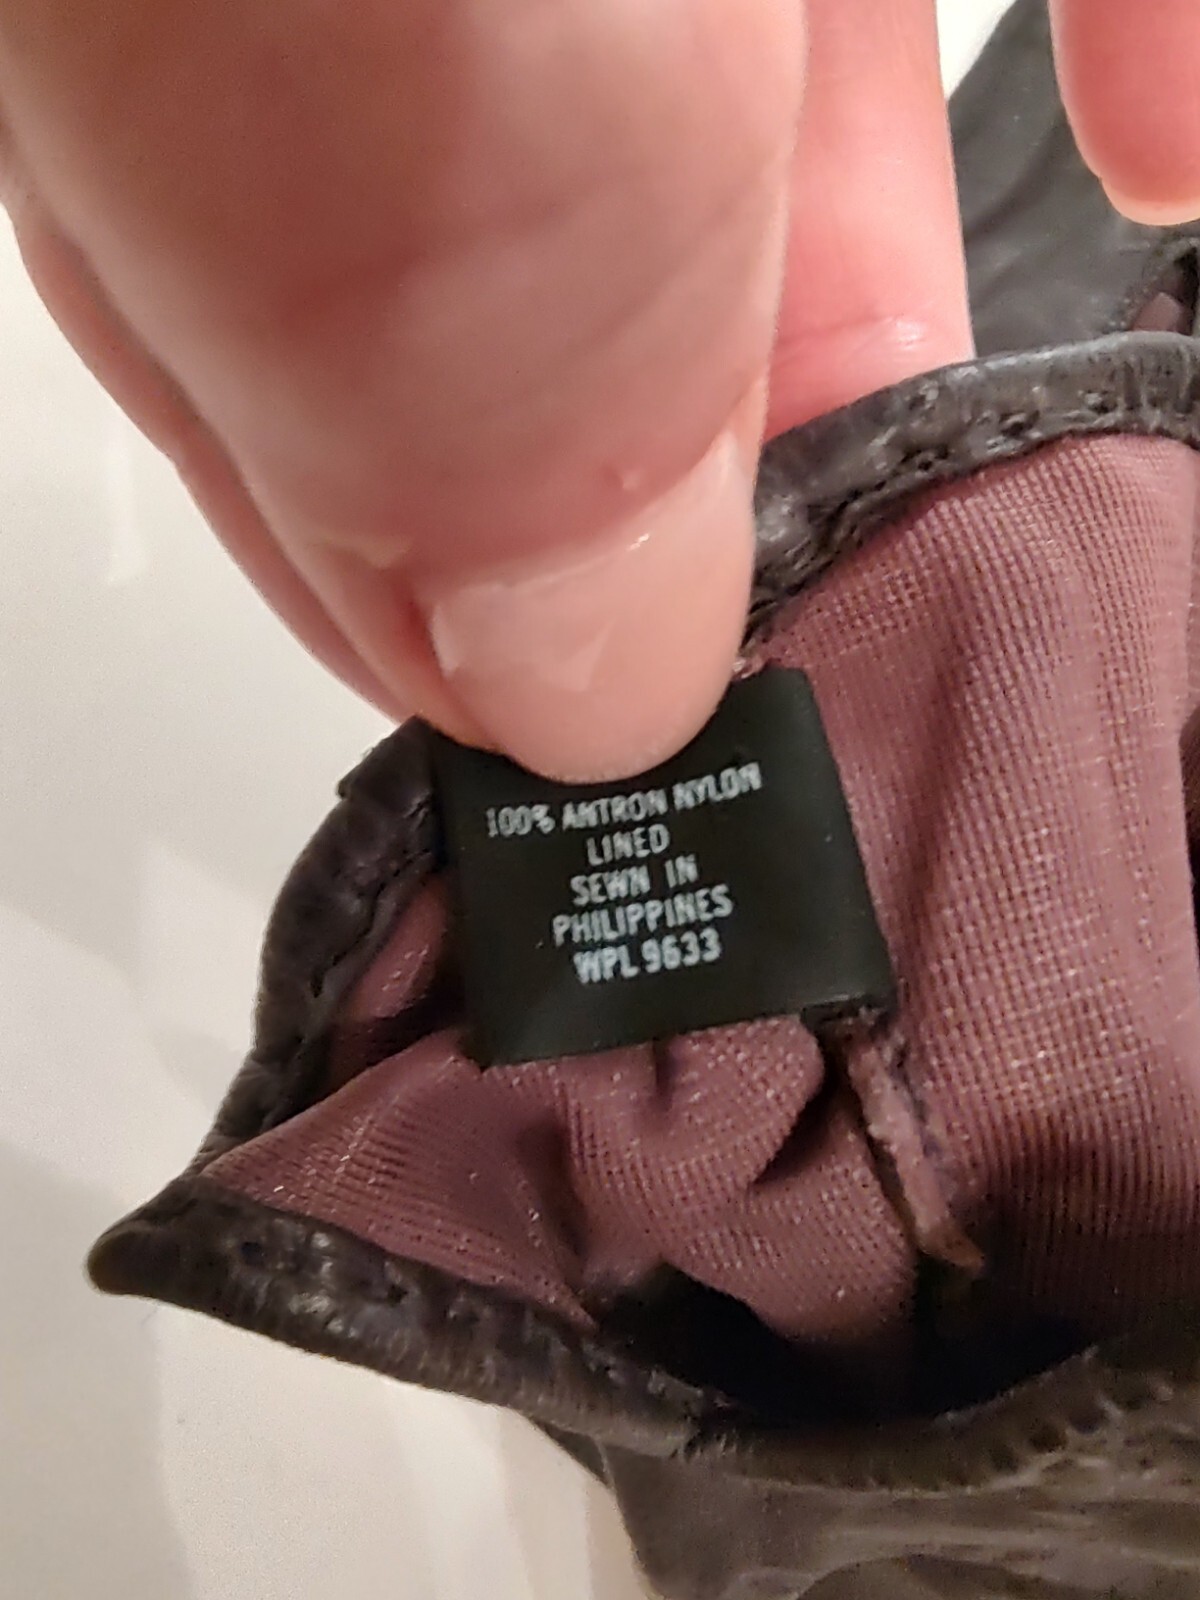 100% ANTRON NYLON
LINED
SEWN IN
PHILIPPINES
WPL 9633